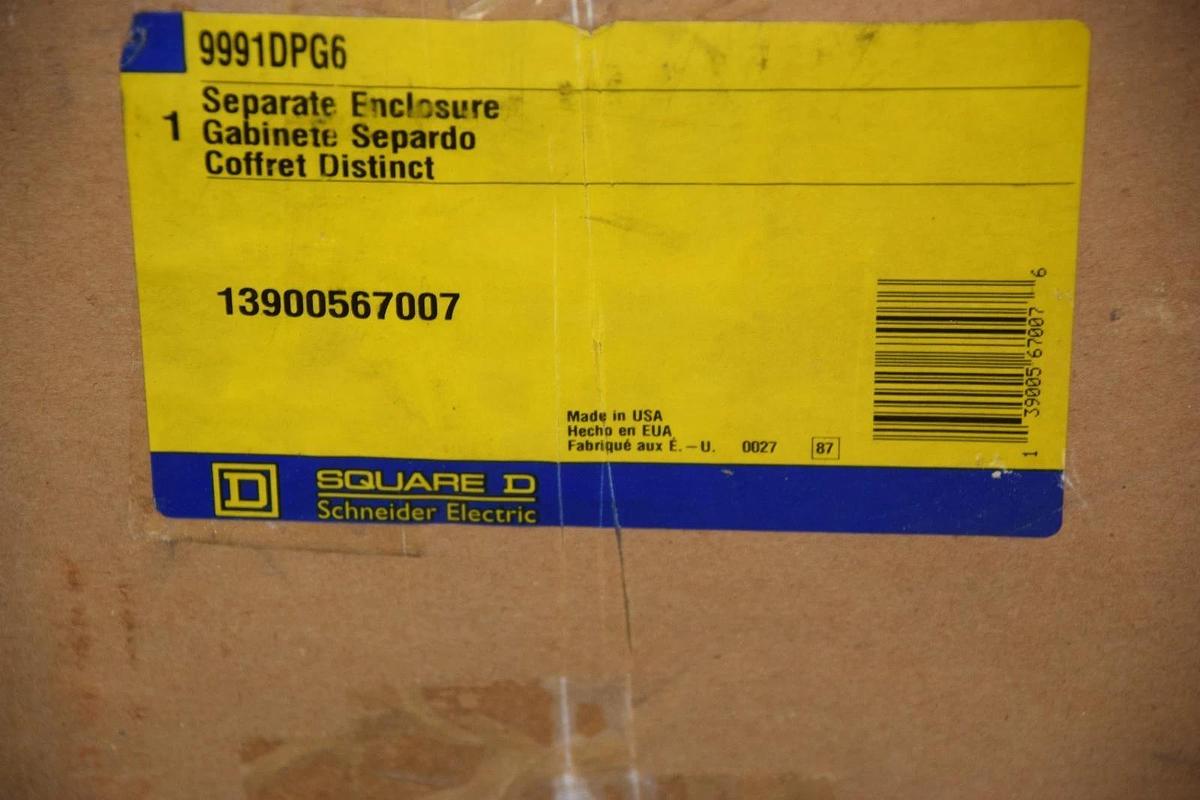 9991DPG6
1
Separate Enclosure
Gabinete Separdo
Coffret Distinct
13900567007
Made in USA
Hecho en EUA
Fabriqué aux É.-U. 0027 87
1 39005 67007 6
D
SQUARE D
Schneider Electric